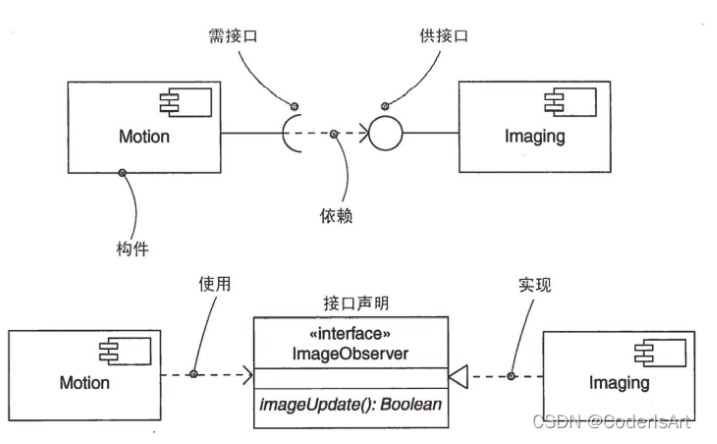 需接口
供接口
Motion
Imaging
依赖
构件
使用
接口声明
实现
«interface»
ImageObserver
Motion
Imaging
imageUpdate(): Boolean
CSDN @CoderIsArt